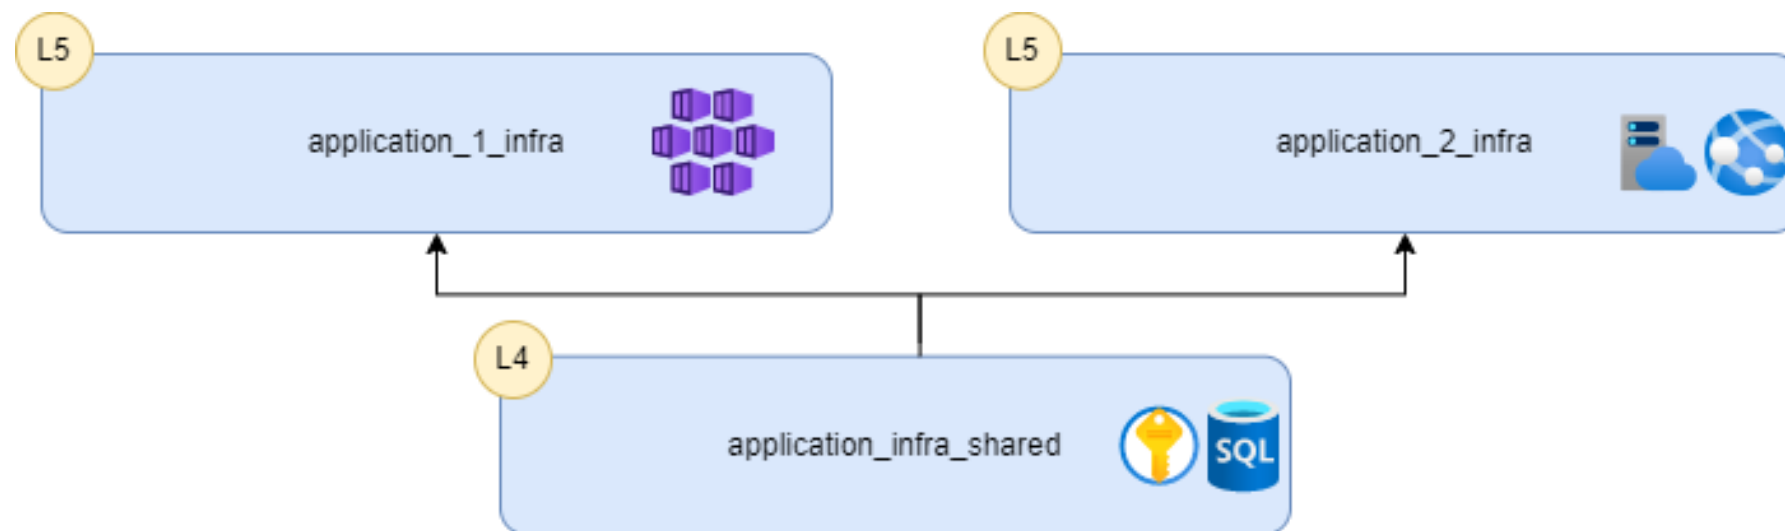 L5
application_1_infra
L5
application_2_infra
L4
application_infra_shared
SQL